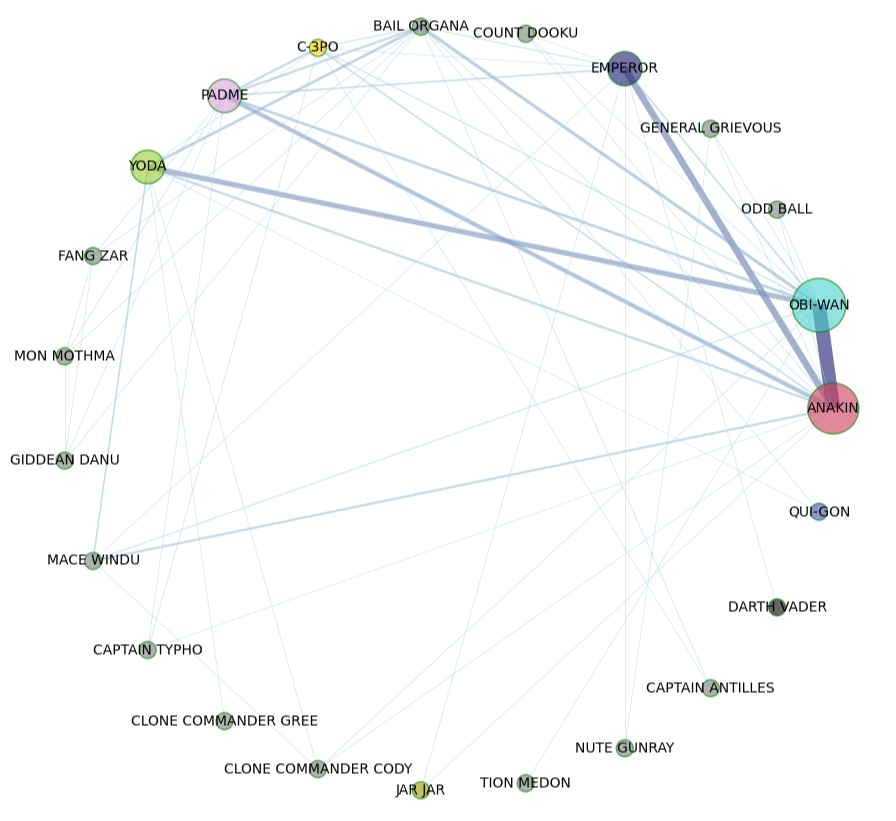 BAIL ORGANA
COUNT DOOKU
C-3PO
EMPEROR
PADME
GENERAL GRIEVOUS
YODA
ODD BALL
FANG ZAR
OBI-WAN
MON MOTHMA
ANAKIN
GIDDEAN DANU
QUI-GON
MACE WINDU
DARTH VADER
CAPTAIN TYPHO
CAPTAIN ANTILLES
CLONE COMMANDER GREE
NUTE GUNRAY
CLONE COMMANDER CODY
TION MEDON
JAR JAR